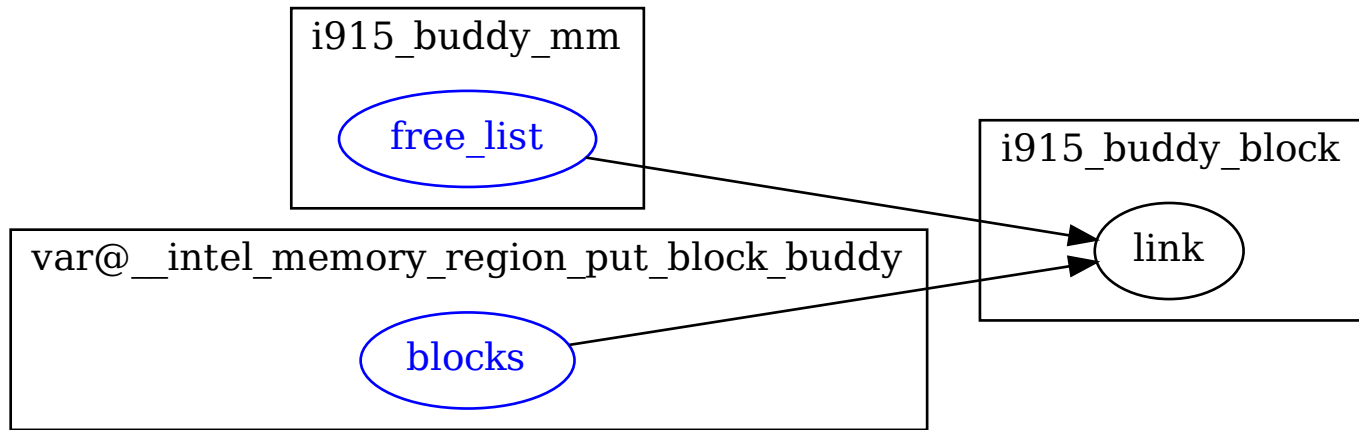 i915_buddy_mm
free_list
i915_buddy_block
link
var@__intel_memory_region_put_block_buddy
blocks